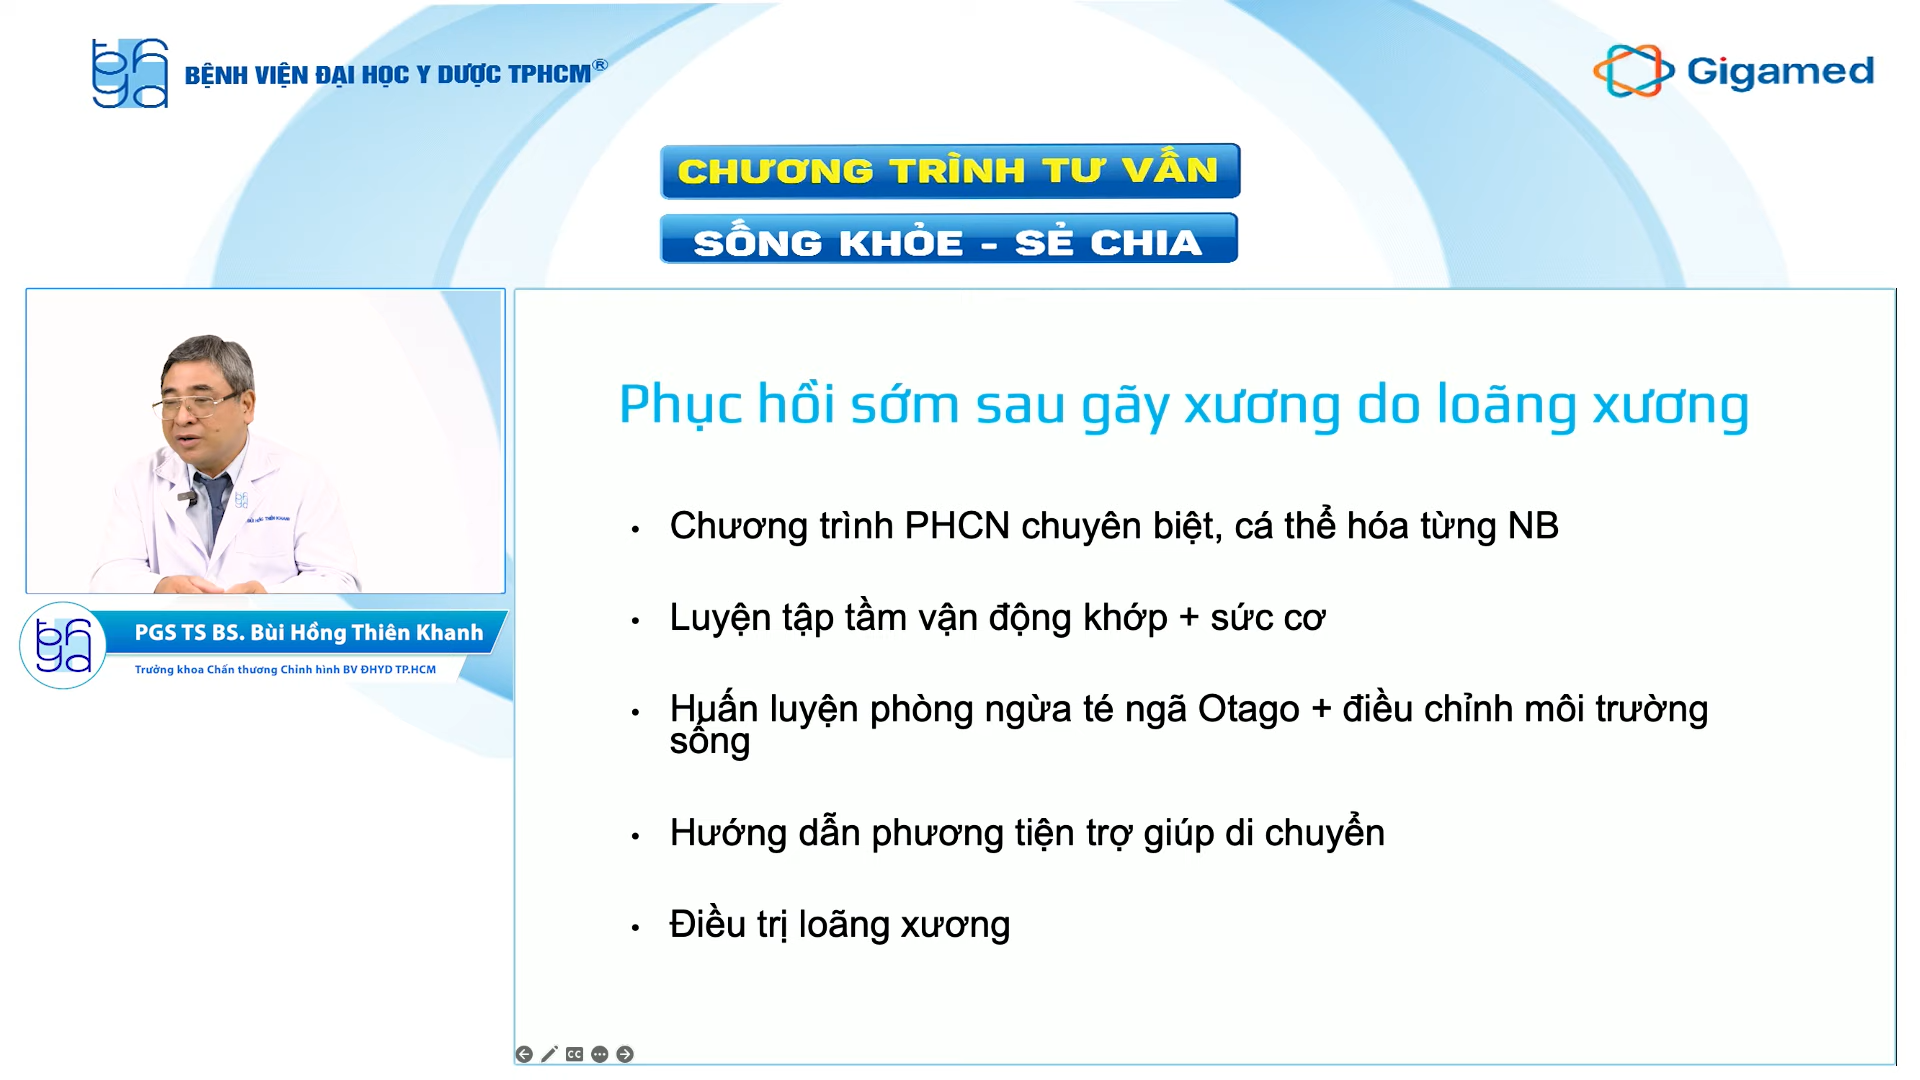 BỆNH VIỆN ĐẠI HỌC Y DƯỢC TPHCM®
Gigamed
CHƯƠNG TRÌNH TƯ VẤN
SỐNG KHỎE - SẺ CHIA
PGS TS BS. Bùi Hồng Thiên Khanh
Trưởng khoa Chấn thương Chỉnh hình BV ĐHYD TP.HCM
Phục hồi sớm sau gãy xương do loãng xương
• Chương trình PHCN chuyên biệt, cá thể hóa từng NB
• Luyện tập tầm vận động khớp + sức cơ
• Huấn luyện phòng ngừa té ngã Otago + điều chỉnh môi trường
sống
• Hướng dẫn phương tiện trợ giúp di chuyển
• Điều trị loãng xương
CC